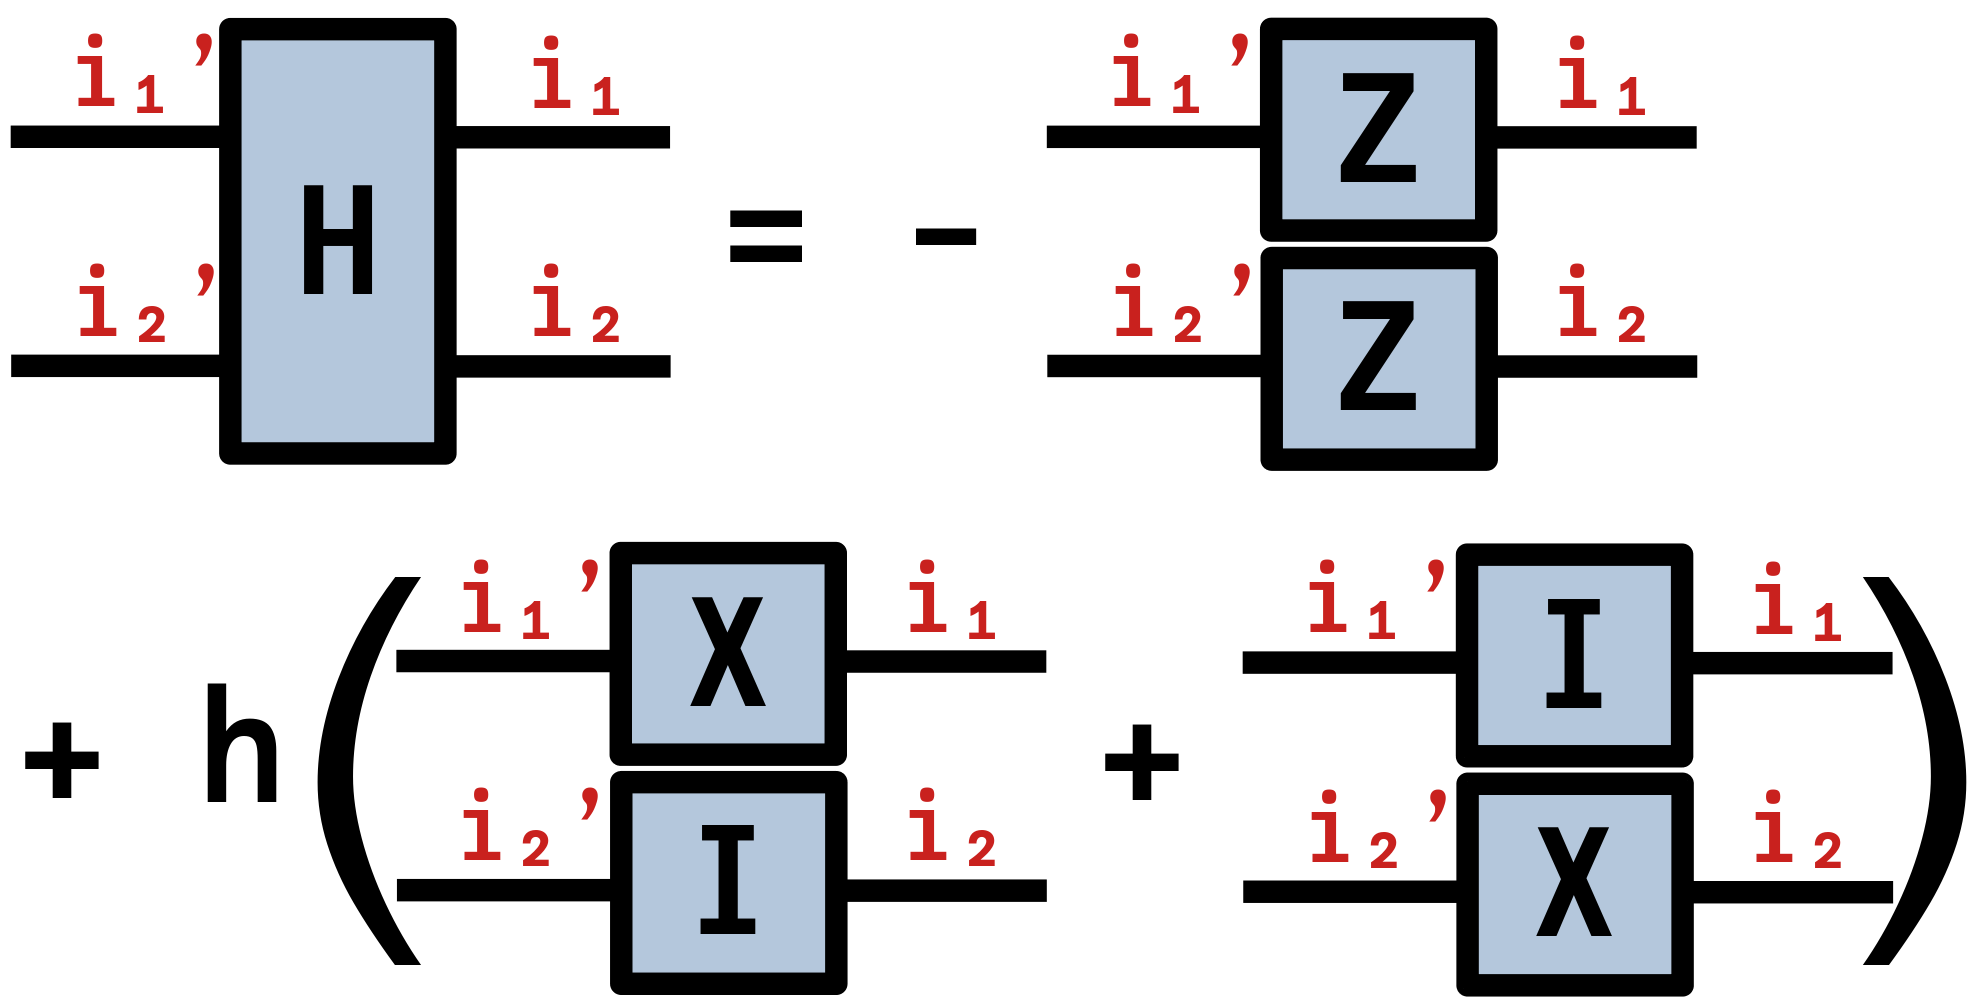 i₁' i₁ i₁' Z i₁
H = -
i₂' i₂ i₂' Z i₂
i₁' X i₁ i₁' I i₁
+ h( + )
i₂' I i₂ i₂' X i₂